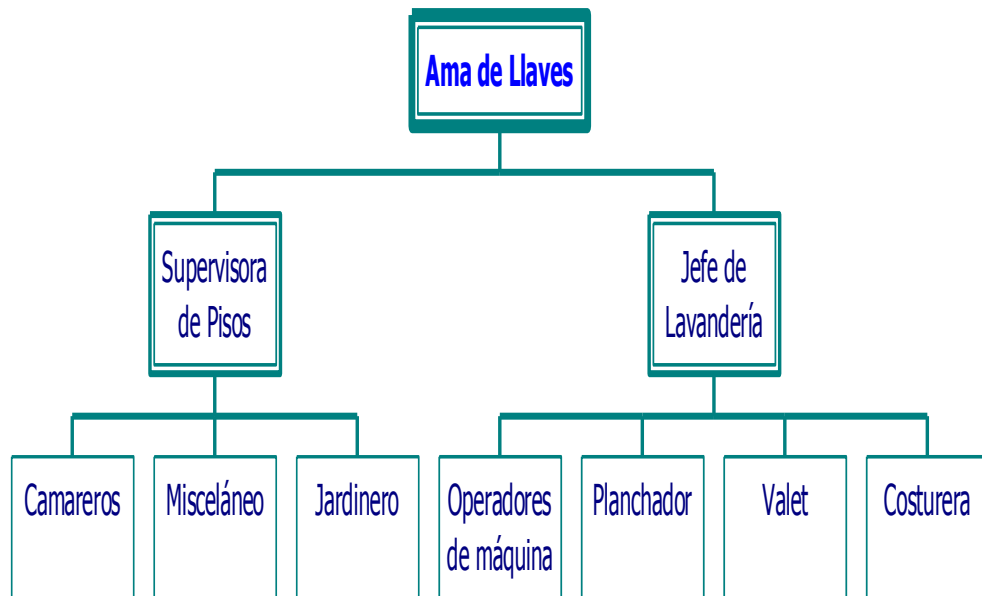 Ama de Llaves
Supervisora
de Pisos
Jefe de
Lavandería
Camareros
Misceláneo
Jardinero
Operadores
de máquina
Planchador
Valet
Costurera